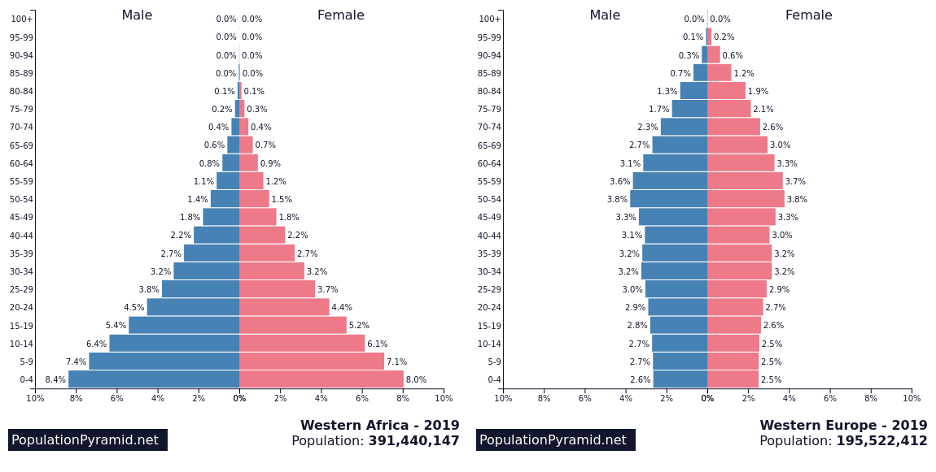 Male Female
100+ 0.0% 0.0%
95-99 0.0% 0.0%
90-94 0.0% 0.0%
85-89 0.0% 0.0%
80-84 0.1% 0.1%
75-79 0.2% 0.3%
70-74 0.4% 0.4%
65-69 0.6% 0.7%
60-64 0.8% 0.9%
55-59 1.1% 1.2%
50-54 1.4% 1.5%
45-49 1.8% 1.8%
40-44 2.2% 2.2%
35-39 2.7% 2.7%
30-34 3.2% 3.2%
25-29 3.8% 3.7%
20-24 4.5% 4.4%
15-19 5.4% 5.2%
10-14 6.4% 6.1%
5-9 7.4% 7.1%
0-4 8.4% 8.0%
10% 8% 6% 4% 2% 0% 2% 4% 6% 8% 10%
PopulationPyramid.net
Western Africa - 2019
Population: 391,440,147
Male Female
100+ 0.0% 0.0%
95-99 0.1% 0.2%
90-94 0.3% 0.6%
85-89 0.7% 1.2%
80-84 1.3% 1.9%
75-79 1.7% 2.1%
70-74 2.3% 2.6%
65-69 2.7% 3.0%
60-64 3.1% 3.3%
55-59 3.6% 3.7%
50-54 3.8% 3.8%
45-49 3.3% 3.3%
40-44 3.1% 3.0%
35-39 3.2% 3.2%
30-34 3.2% 3.2%
25-29 3.0% 2.9%
20-24 2.9% 2.7%
15-19 2.8% 2.6%
10-14 2.7% 2.5%
5-9 2.7% 2.5%
0-4 2.6% 2.5%
10% 8% 6% 4% 2% 0% 2% 4% 6% 8% 10%
PopulationPyramid.net
Western Europe - 2019
Population: 195,522,412